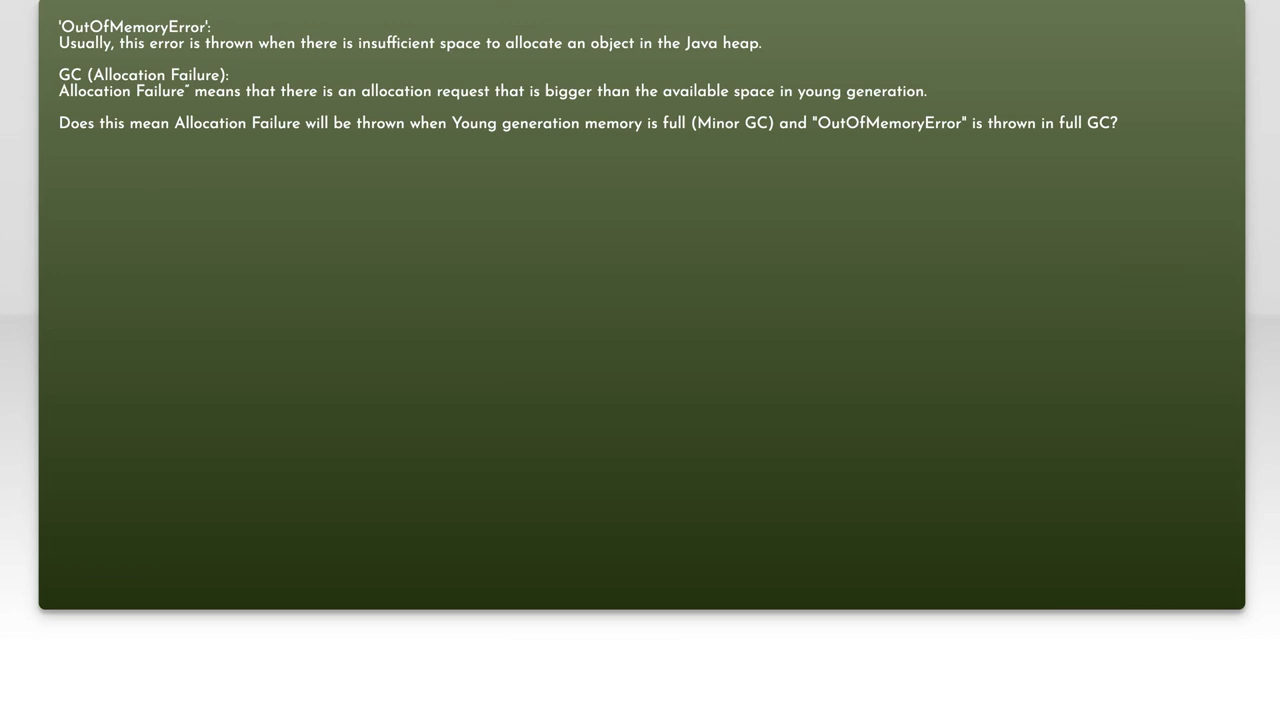 'OutOfMemoryError':
Usually, this error is thrown when there is insufficient space to allocate an object in the Java heap.
GC (Allocation Failure):
Allocation Failure” means that there is an allocation request that is bigger than the available space in young generation.
Does this mean Allocation Failure will be thrown when Young generation memory is full (Minor GC) and "OutOfMemoryError" is thrown in full GC?